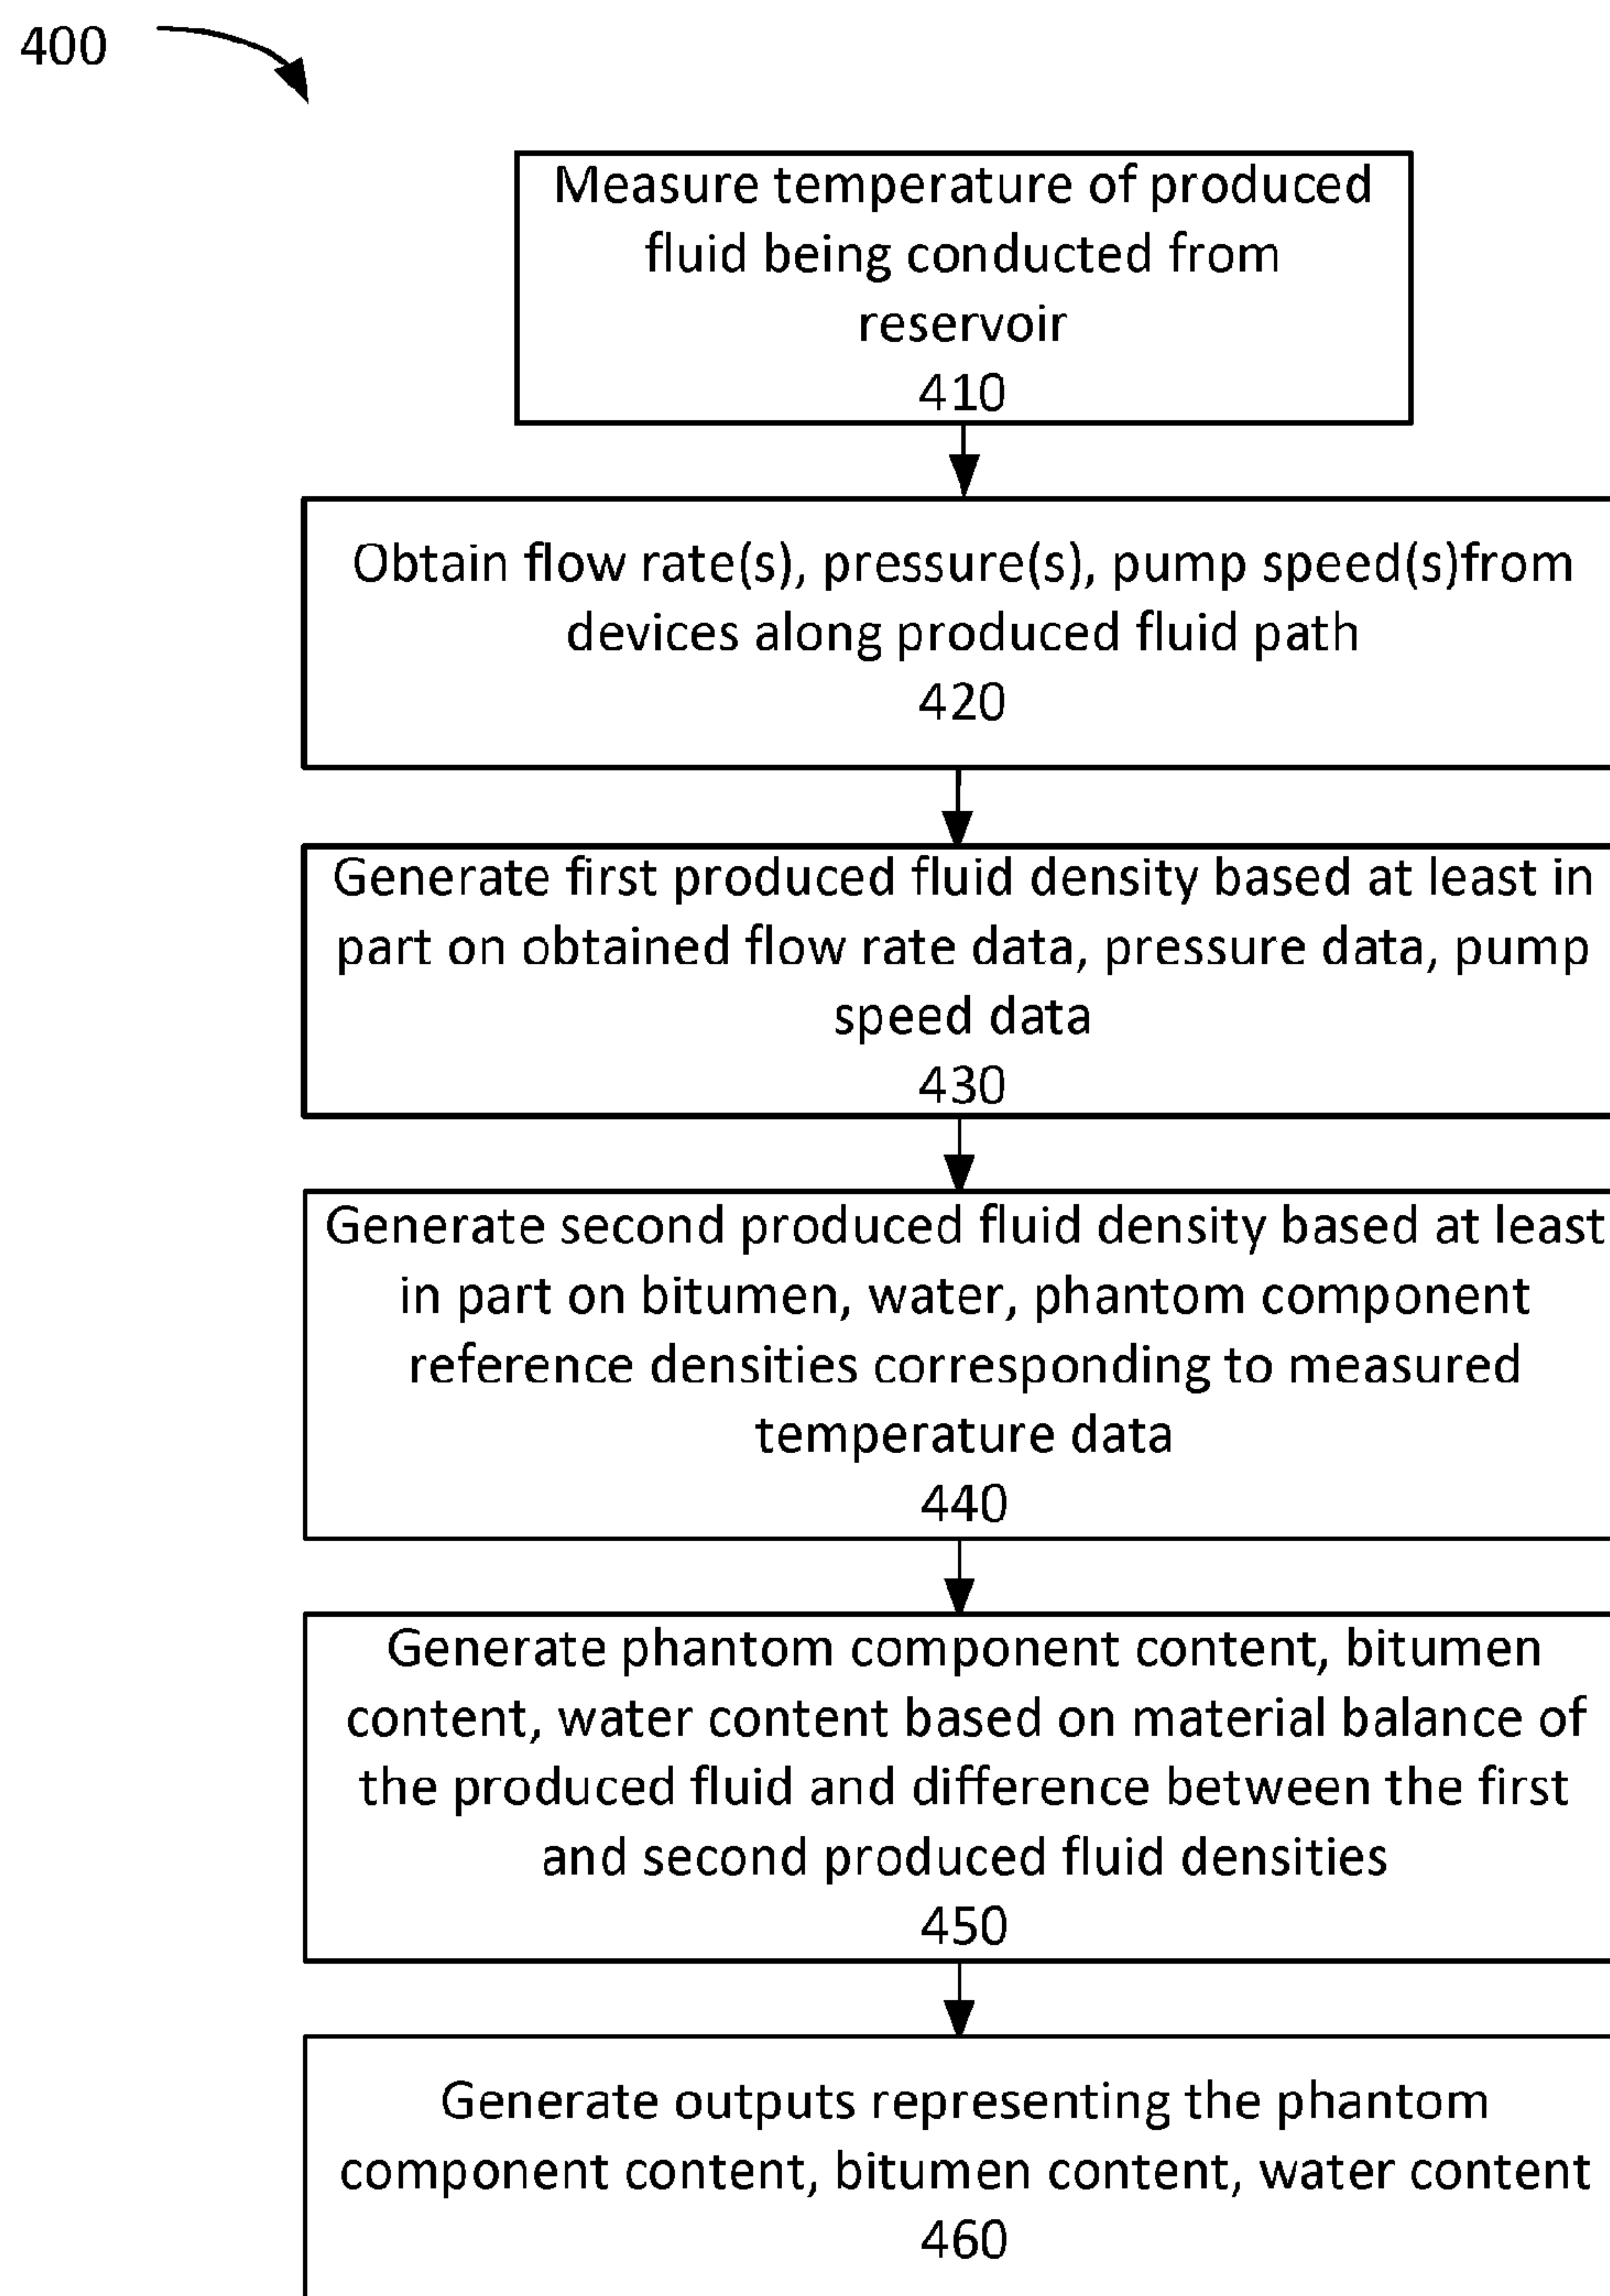 400
Measure temperature of produced
fluid being conducted from
reservoir
410
Obtain flow rate(s), pressure(s), pump speed(s)from
devices along produced fluid path
420
Generate first produced fluid density based at least in
part on obtained flow rate data, pressure data, pump
speed data
430
Generate second produced fluid density based at least
in part on bitumen, water, phantom component
reference densities corresponding to measured
temperature data
440
Generate phantom component content, bitumen
content, water content based on material balance of
the produced fluid and difference between the first
and second produced fluid densities
450
Generate outputs representing the phantom
component content, bitumen content, water content
460